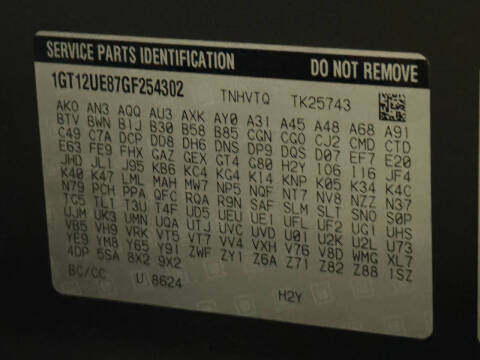 SERVICE PARTS IDENTIFICATION DO NOT REMOVE
1GT12UE87GF254302 TNHVTQ TK25743
AKO AN3 AQQ AU3 AXK AY0 A31 A45 A48 A68 A91
BTV BWN B1J B30 B58 B85 CGN CGO CJ2 CMD CTD
C49 C7A DCP DD8 DH6 DNS DP9 DQS D07 EF7 E20
E63 FE9 FHX GAZ GEX GT4 G80 H2Y IO6 I16 JF4
JHD JL1 J95 KB6 KC4 KG4 K14 KNP K05 K34 K4C
K40 K47 LML MAH MW7 NP5 NQF NT7 NV8 NZZ N37
N79 PCH PPA QFC RQA R9N SAF SLM SLT SNO S0P
TG5 TL1 T3U T4F UD5 UEU UE1 UFL UF2 UG1 UHS
UJM UK3 UMN UQA UTJ UVC UVD U01 U2K U2L U73
VB5 VH9 VRK VT5 VT7 VV4 VXH V76 V8D WMG XL7
YE9 YM8 Y65 Y91 ZWF ZY1 Z6A Z71 Z82 Z88 1SZ
4DP 5SA 8X2 9X2
BC/CC U 8624 H2Y